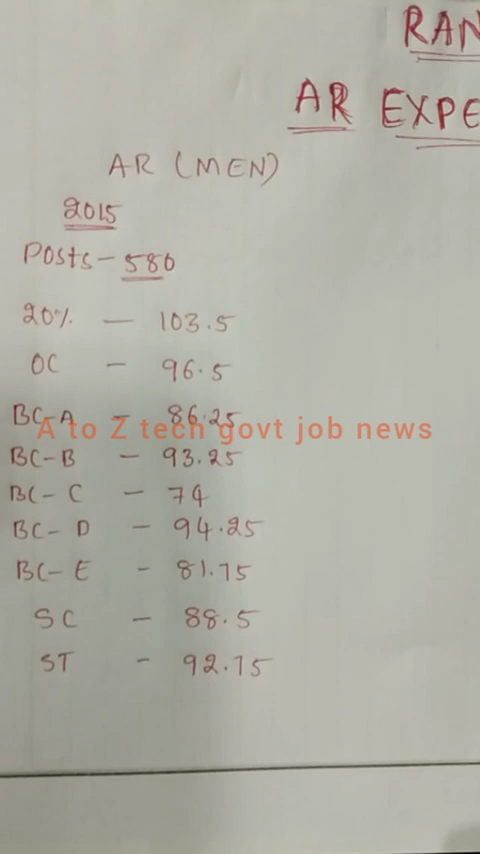 RAN
AR EXPE
AR (MEN)
2015
Posts - 580
20% - 103.5
OC - 96.5
BC-A - 86.25
A to Z tech govt job news
BC-B - 93.25
BC-C - 74
BC-D - 94.25
BC-E - 81.75
SC - 88.5
ST - 92.75